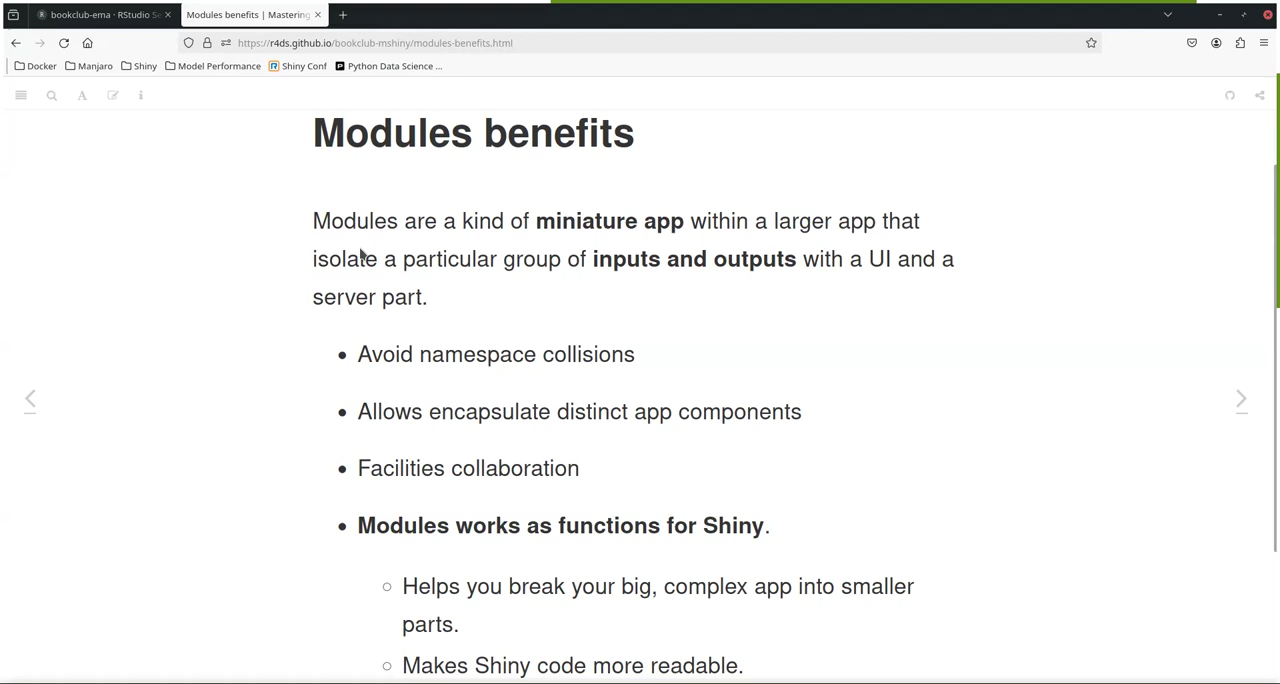 bookclub-ema · RStudio Se
Modules benefits | Mastering
https://r4ds.github.io/bookclub-mshiny/modules-benefits.html
Docker Manjaro Shiny Model Performance Shiny Conf Python Data Science ...
Modules benefits
Modules are a kind of miniature app within a larger app that
isolate a particular group of inputs and outputs with a UI and a
server part.
Avoid namespace collisions
Allows encapsulate distinct app components
Facilities collaboration
Modules works as functions for Shiny.
Helps you break your big, complex app into smaller
parts.
Makes Shiny code more readable.